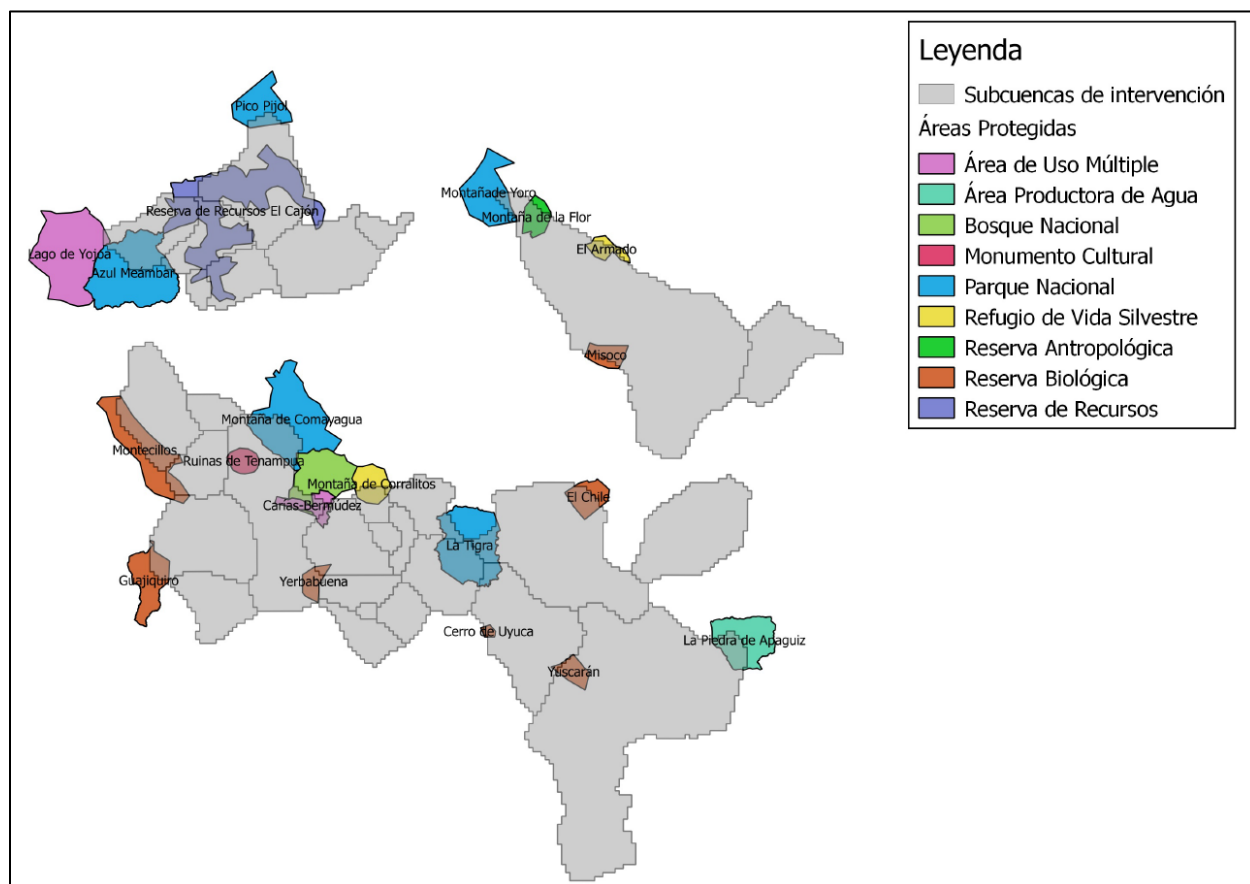 Leyenda
Subcuencas de intervención
Áreas Protegidas
Área de Uso Múltiple
Área Productora de Agua
Bosque Nacional
Monumento Cultural
Parque Nacional
Refugio de Vida Silvestre
Reserva Antropológica
Reserva Biológica
Reserva de Recursos
Pico Pijol
Reserva de Recursos El Cajón
Lago de Yojoa
Azul Meámbar
Montañade Yoro
Montaña de la Flor
El Armado
Misoco
Montaña de Comayagua
Montecillos
Ruinas de Tenampua
Montaña de Corralitos
Carias-Bermúdez
El Chile
La Tigra
Guajiquiro
Yerbabuena
Cerro de Uyuca
La Piedra de Apaguiz
Yuscarán